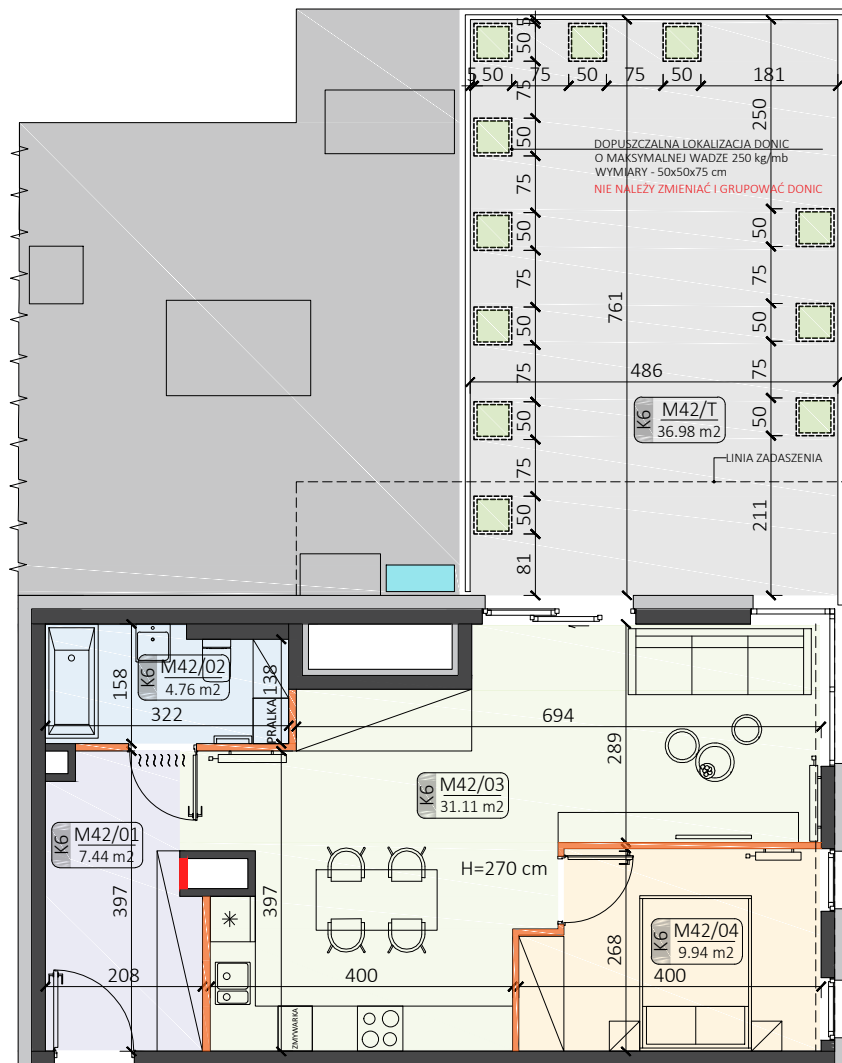 5
50
5
50
75
50
75
50
181
75
250
50
DOPUSZCZALNA LOKALIZACJA DONIC
O MAKSYMALNEJ WADZE 250 kg/mb
WYMIARY - 50x50x75 cm
NIE NALEŻY ZMIENIAĆ I GRUPOWAĆ DONIC
75
50
50
75
75
761
50
50
75
75
486
50
K6 M42/T
36.98 m2
50
75
LINIA ZADASZENIA
50
211
81
158
K6 M42/02
4.76 m2
138
PRALKA
322
694
289
K6 M42/03
31.11 m2
K6 M42/01
7.44 m2
H=270 cm
397
397
268
K6 M42/04
9.94 m2
208
400
400
ZMYWARKA